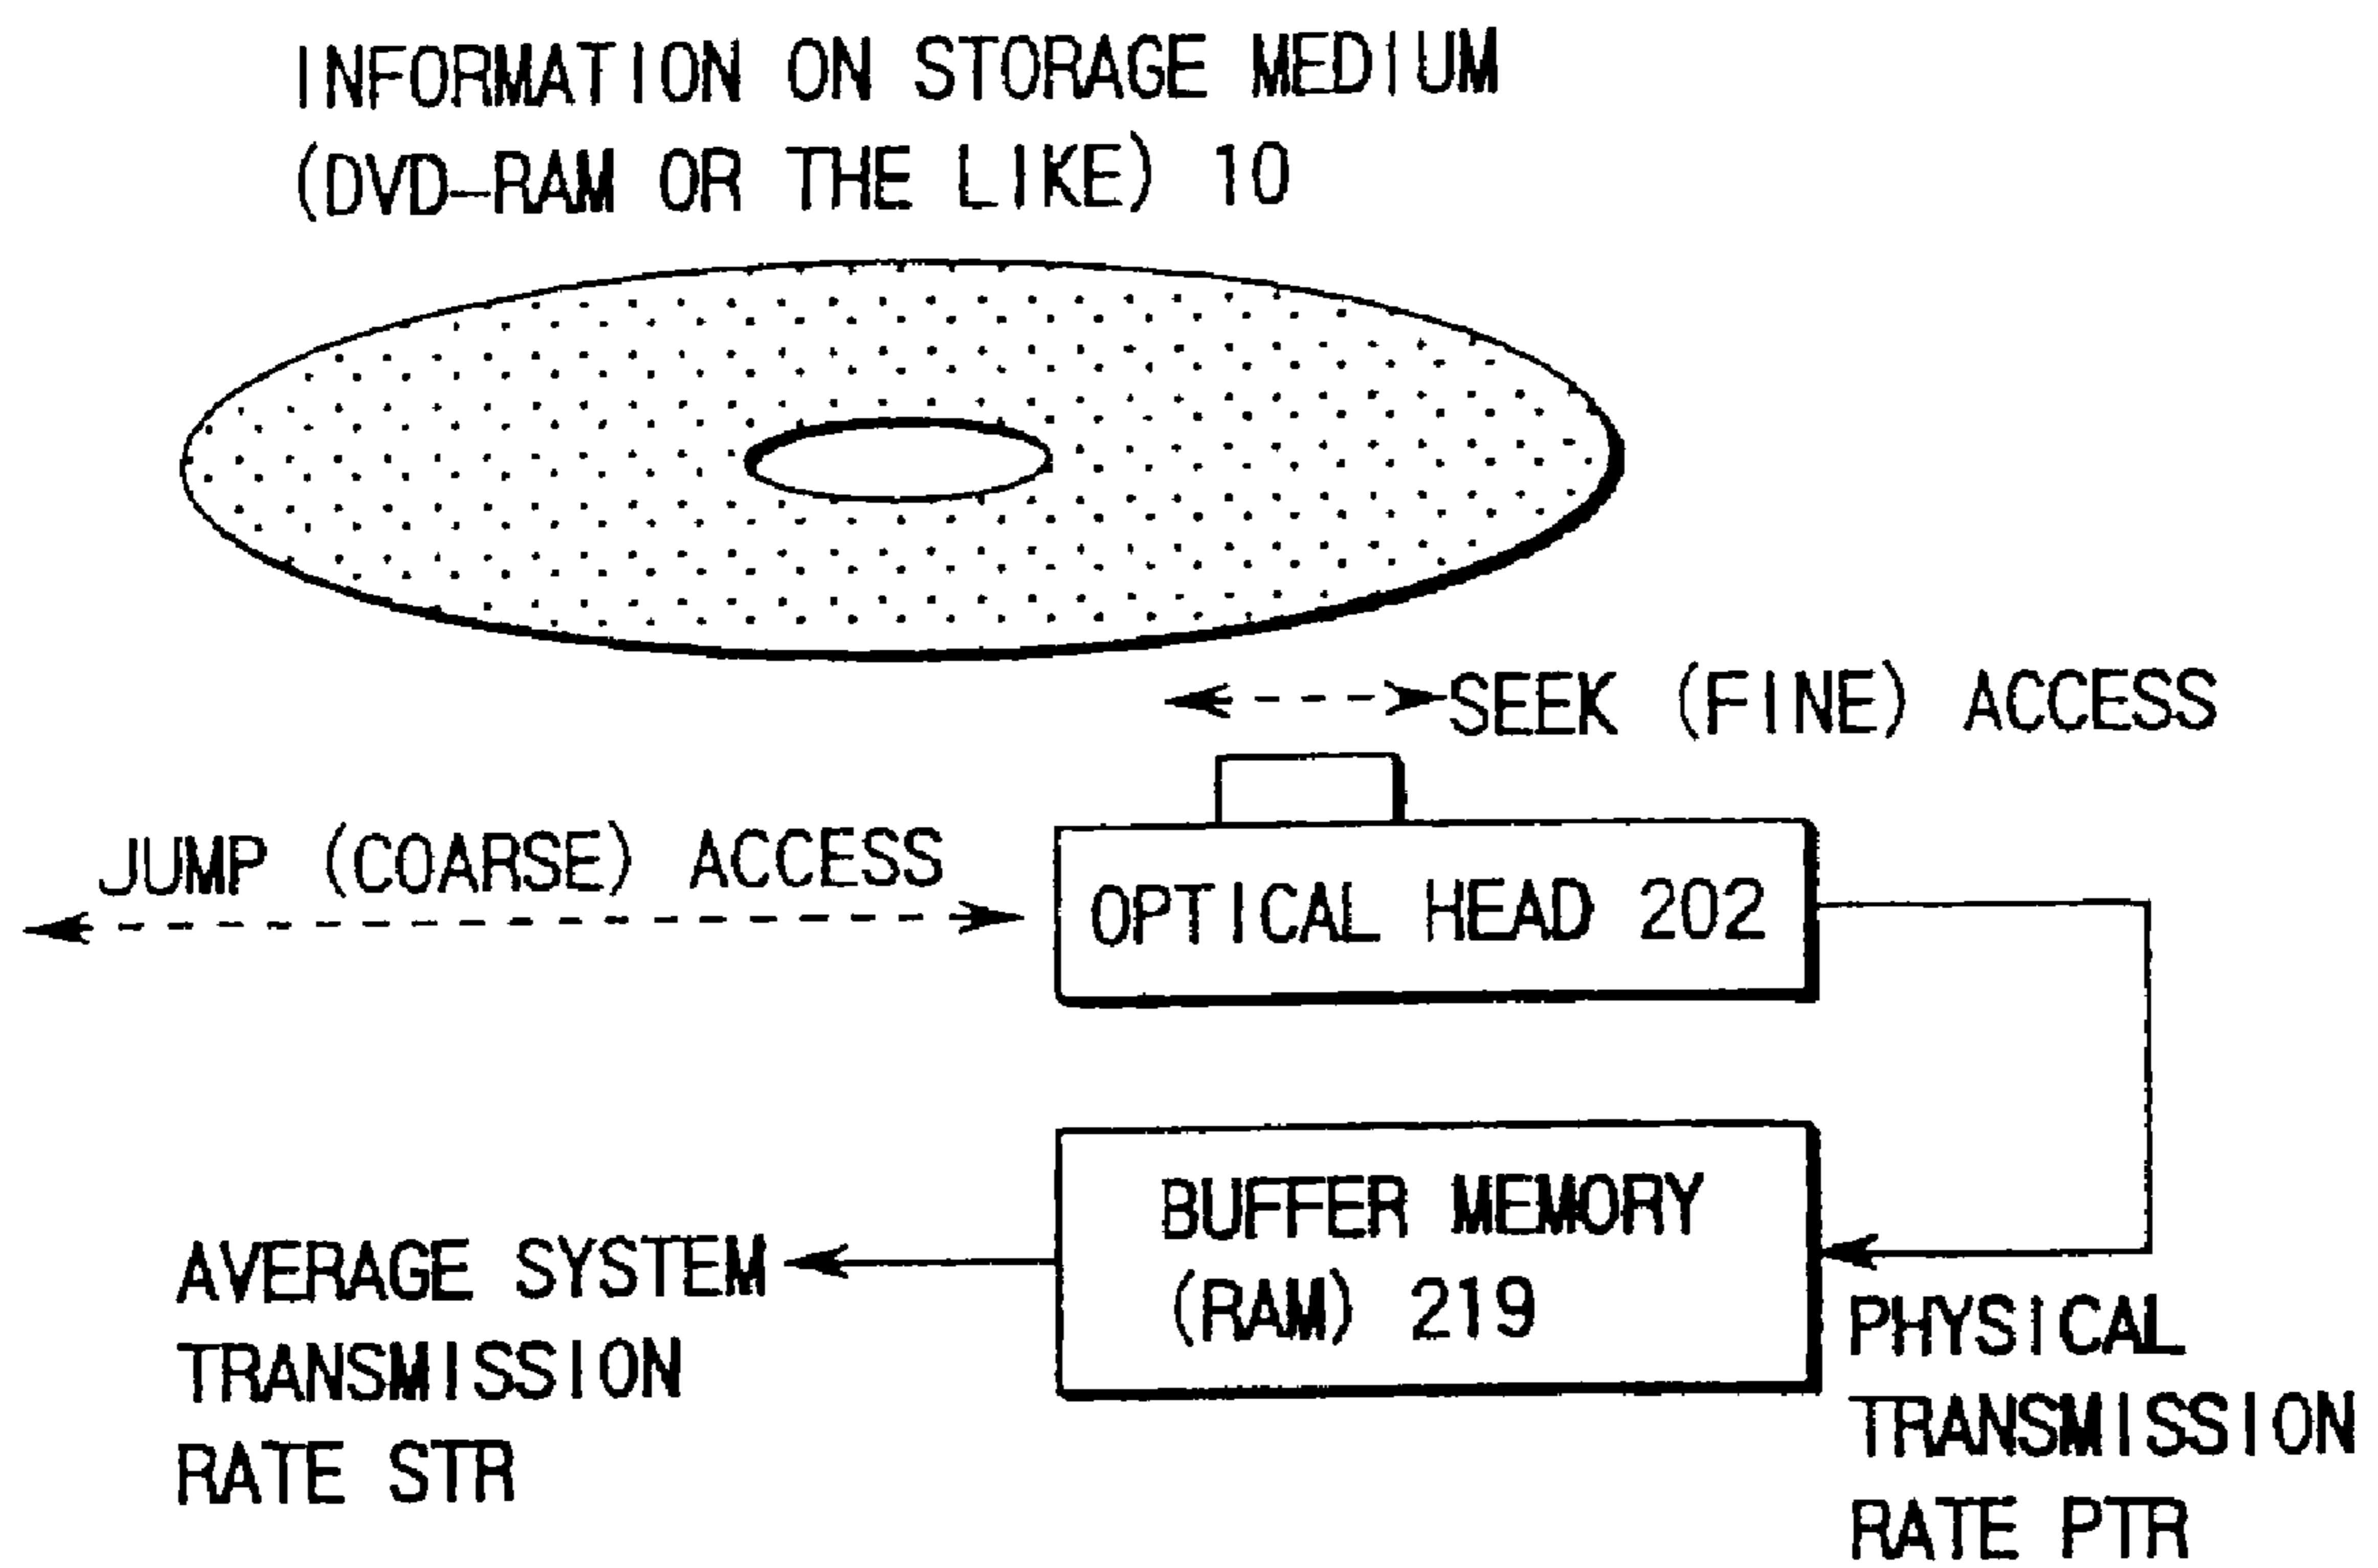 INFORMATION ON STORAGE MEDIUM
(DVD-RAM OR THE LIKE) 10
SEEK (FINE) ACCESS
JUMP (COARSE) ACCESS
OPTICAL HEAD 202
BUFFER MEMORY
(RAM) 219
AVERAGE SYSTEM
TRANSMISSION
RATE STR
PHYSICAL
TRANSMISSION
RATE PTR